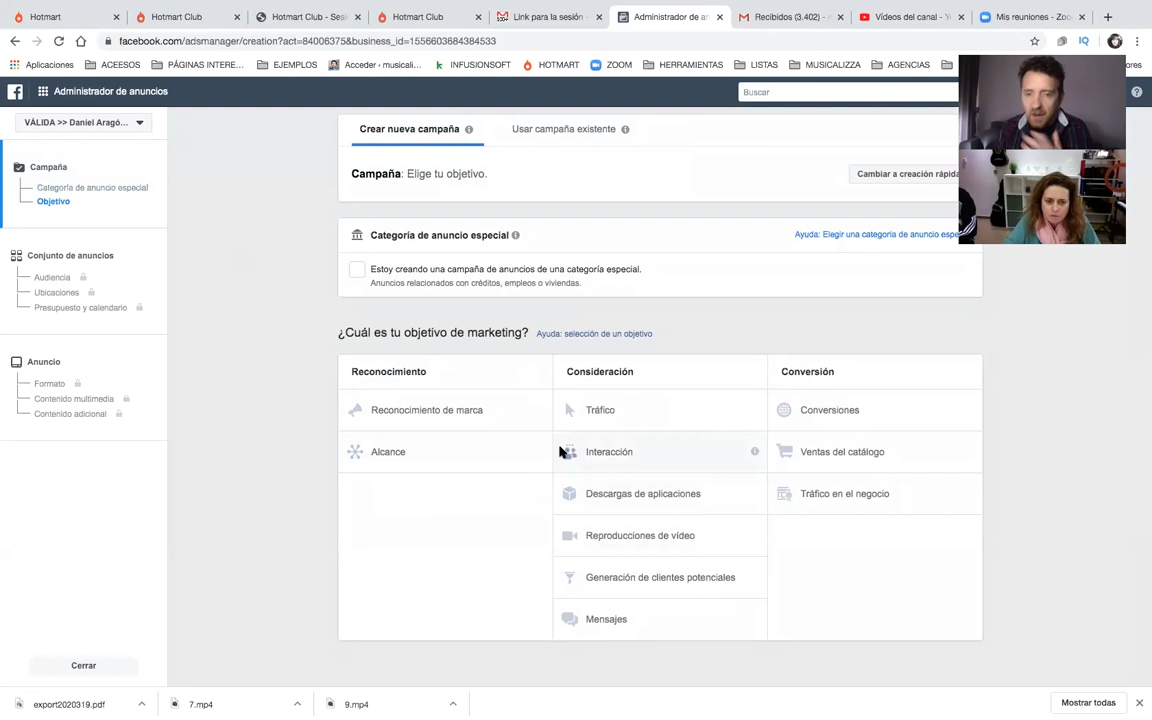 Hotmart
Hotmart Club
Hotmart Club - Sesi
Hotmart Club
Link para la sesión -
Administrador de an
Recibidos (3.402) -
Vídeos del canal - Y
Mis reuniones - Zoo
facebook.com/adsmanager/creation?act=84006375&business_id=1556603684384533
Aplicaciones
ACEESOS
PÁGINAS INTERE...
EJEMPLOS
Acceder ‹ musicali...
INFUSIONSOFT
HOTMART
ZOOM
HERRAMIENTAS
LISTAS
MUSICALIZZA
AGENCIAS
ores
Administrador de anuncios
Buscar
VÁLIDA >> Daniel Aragó...
Crear nueva campaña
Usar campaña existente
Campaña
Categoría de anuncio especial
Objetivo
Campaña: Elige tu objetivo.
Cambiar a creación rápida
Conjunto de anuncios
Audiencia
Ubicaciones
Presupuesto y calendario
Categoría de anuncio especial
Ayuda: Elegir una categoría de anuncio espe
Estoy creando una campaña de anuncios de una categoría especial.
Anuncios relacionados con créditos, empleos o viviendas.
Anuncio
Formato
Contenido multimedia
Contenido adicional
¿Cuál es tu objetivo de marketing?
Ayuda: selección de un objetivo
Reconocimiento
Consideración
Conversión
Reconocimiento de marca
Tráfico
Conversiones
Alcance
Interacción
Ventas del catálogo
Descargas de aplicaciones
Tráfico en el negocio
Reproducciones de vídeo
Generación de clientes potenciales
Mensajes
Cerrar
export2020319.pdf
7.mp4
9.mp4
Mostrar todas